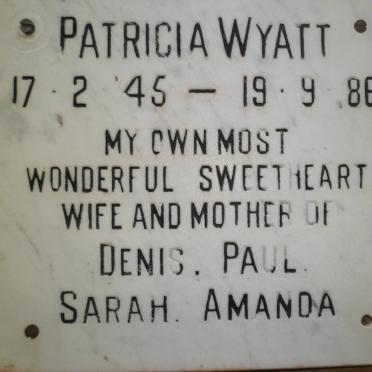 PATRICIA WYATT
17 · 2 '45 — 19 · 9 .86
MY OWN MOST
WONDERFUL SWEETHEART
WIFE AND MOTHER OF
DENIS. PAUL.
SARAH. AMANDA